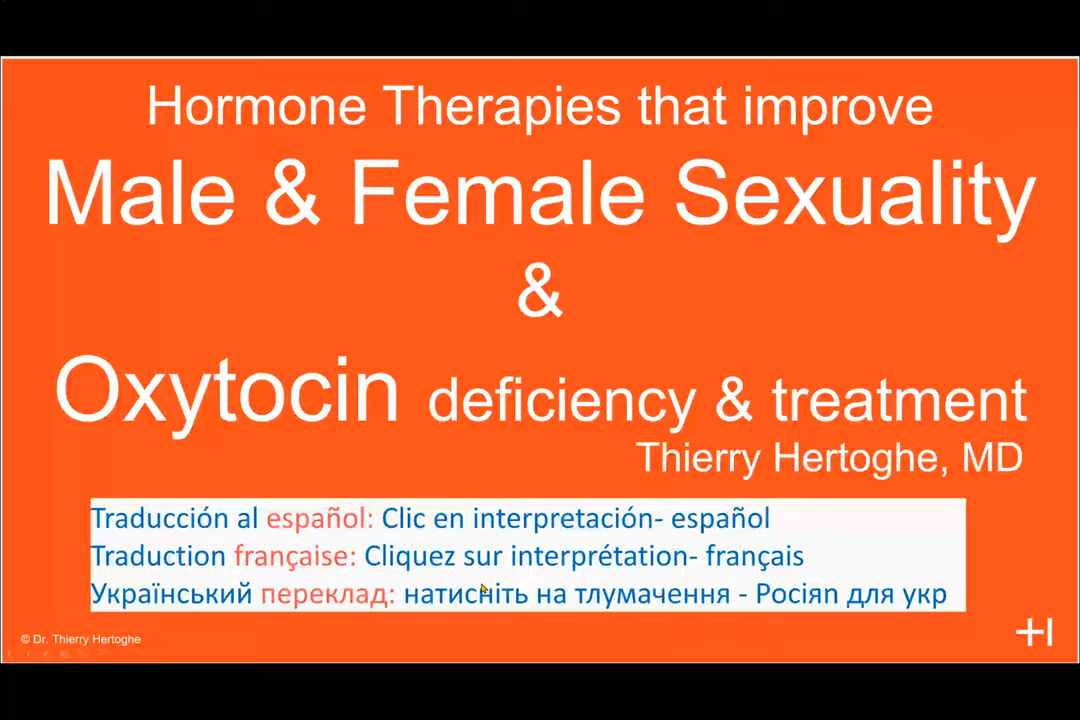 Hormone Therapies that improve
Male & Female Sexuality
&
Oxytocin deficiency & treatment
Thierry Hertoghe, MD
Traducción al español: Clic en interpretación- español
Traduction française: Cliquez sur interprétation- français
Український переклад: натисніть на тлумачення - Росіяn для укр
© Dr. Thierry Hertoghe